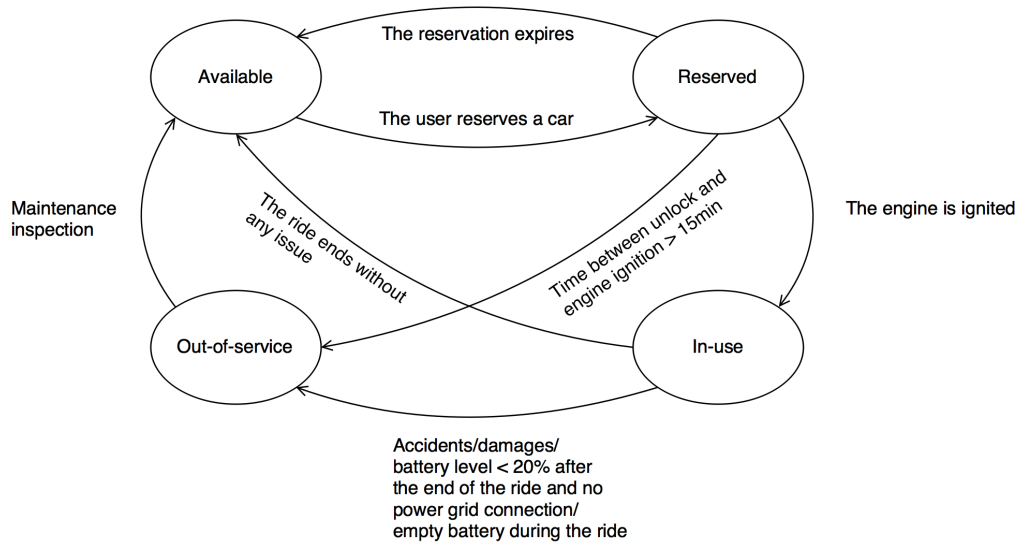 The reservation expires
Available
Reserved
The user reserves a car
Maintenance
inspection
The ride ends without
any issue
Time between unlock and
engine ignition > 15min
The engine is ignited
Out-of-service
In-use
Accidents/damages/
battery level < 20% after
the end of the ride and no
power grid connection/
empty battery during the ride